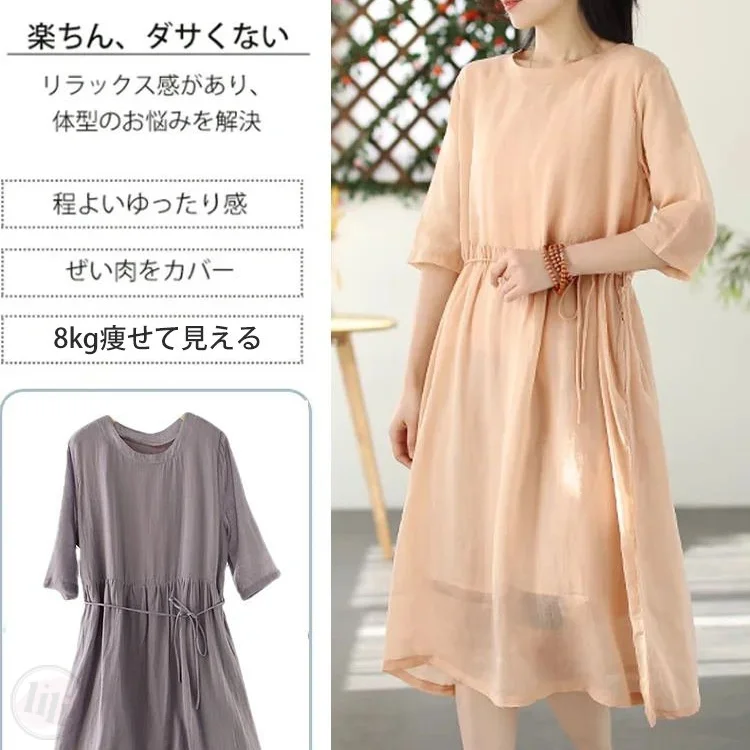 楽ちん、ダサくない
リラックス感があり、
体型のお悩みを解決
程よいゆったり感
ぜい肉をカバー
8kg痩せて見える